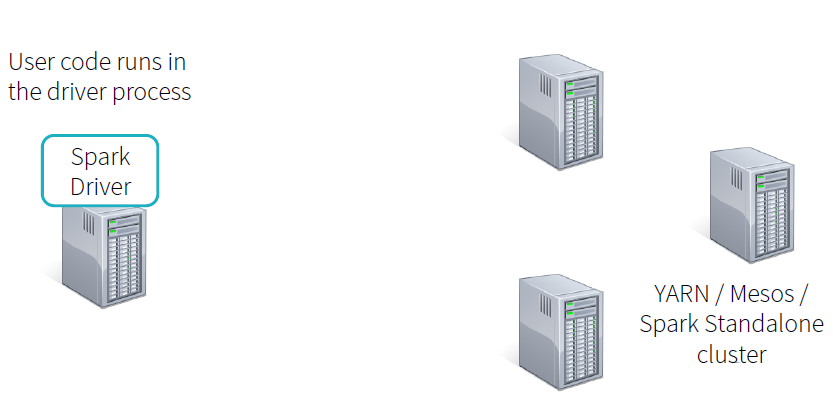 User code runs in
the driver process
Spark
Driver
YARN / Mesos /
Spark Standalone
cluster